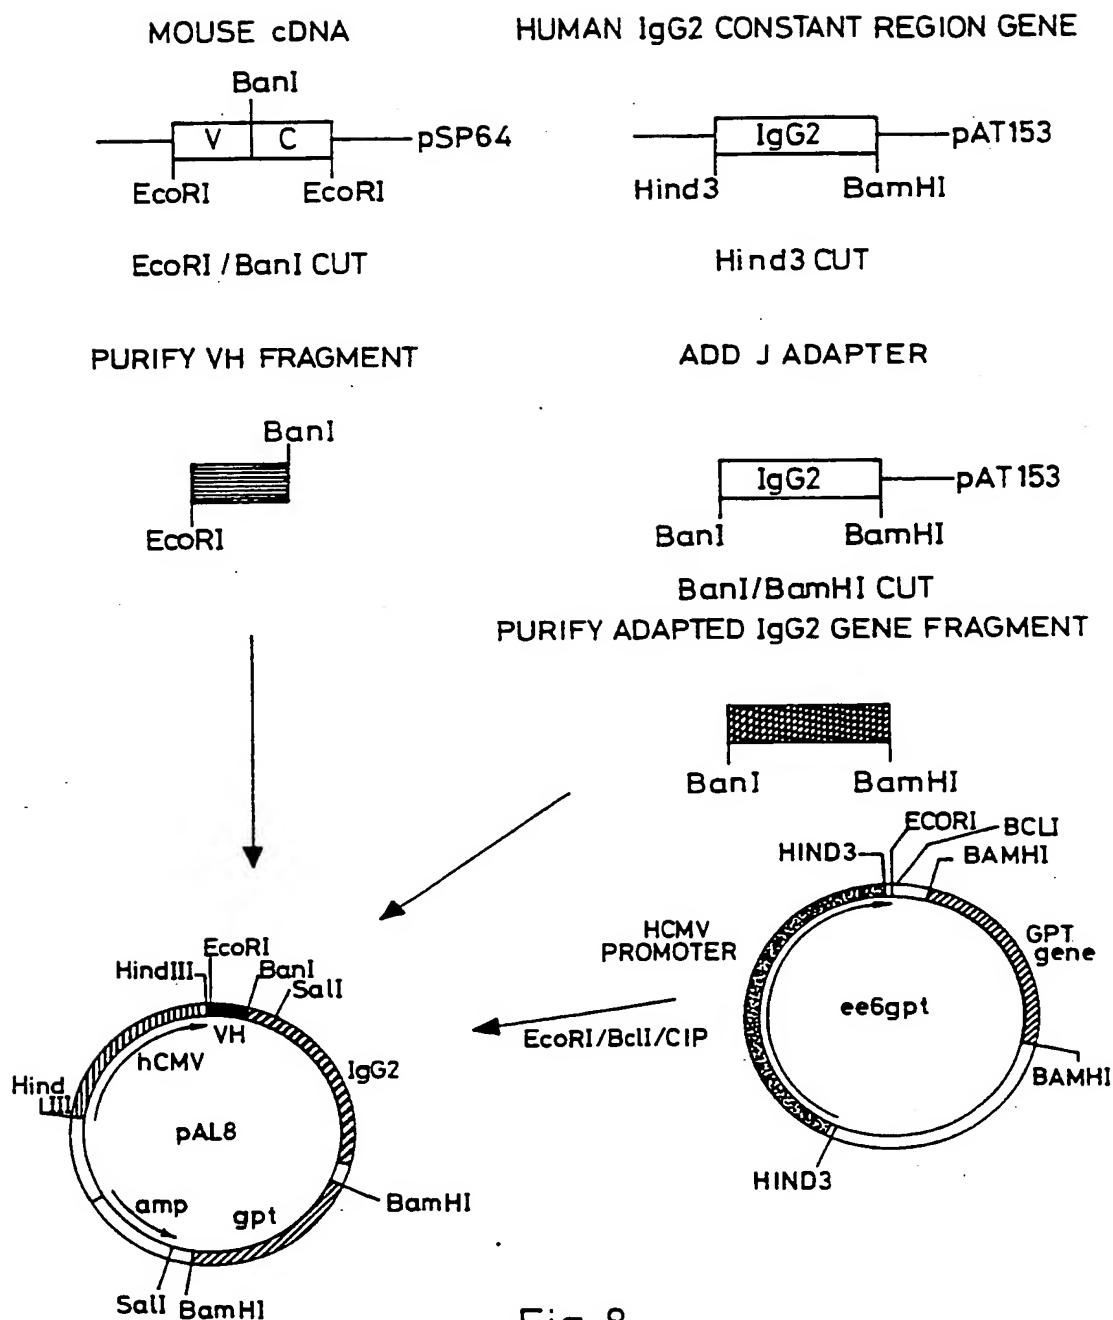 MOUSE cDNA
HUMAN IgG2 CONSTANT REGION GENE
BanI
V
C
pSP64
EcoRI
EcoRI
IgG2
pAT153
Hind3
BamHI
EcoRI/BanI CUT
Hind3 CUT
PURIFY VH FRAGMENT
ADD J ADAPTER
BanI
EcoRI
IgG2
pAT153
BanI
BamHI
BanI/BamHI CUT
PURIFY ADAPTED IgG2 GENE FRAGMENT
BanI
BamHI
ECORI
BCLI
HIND3
BAMHI
HCMV
PROMOTER
GPT
gene
ee6gpt
BAMHI
HIND3
EcoRI/BclI/CIP
EcoRI
HindIII
BanI
SalI
VH
hCMV
IgG2
Hind
III
pAL8
amp
gpt
BamHI
SalI
BamHI